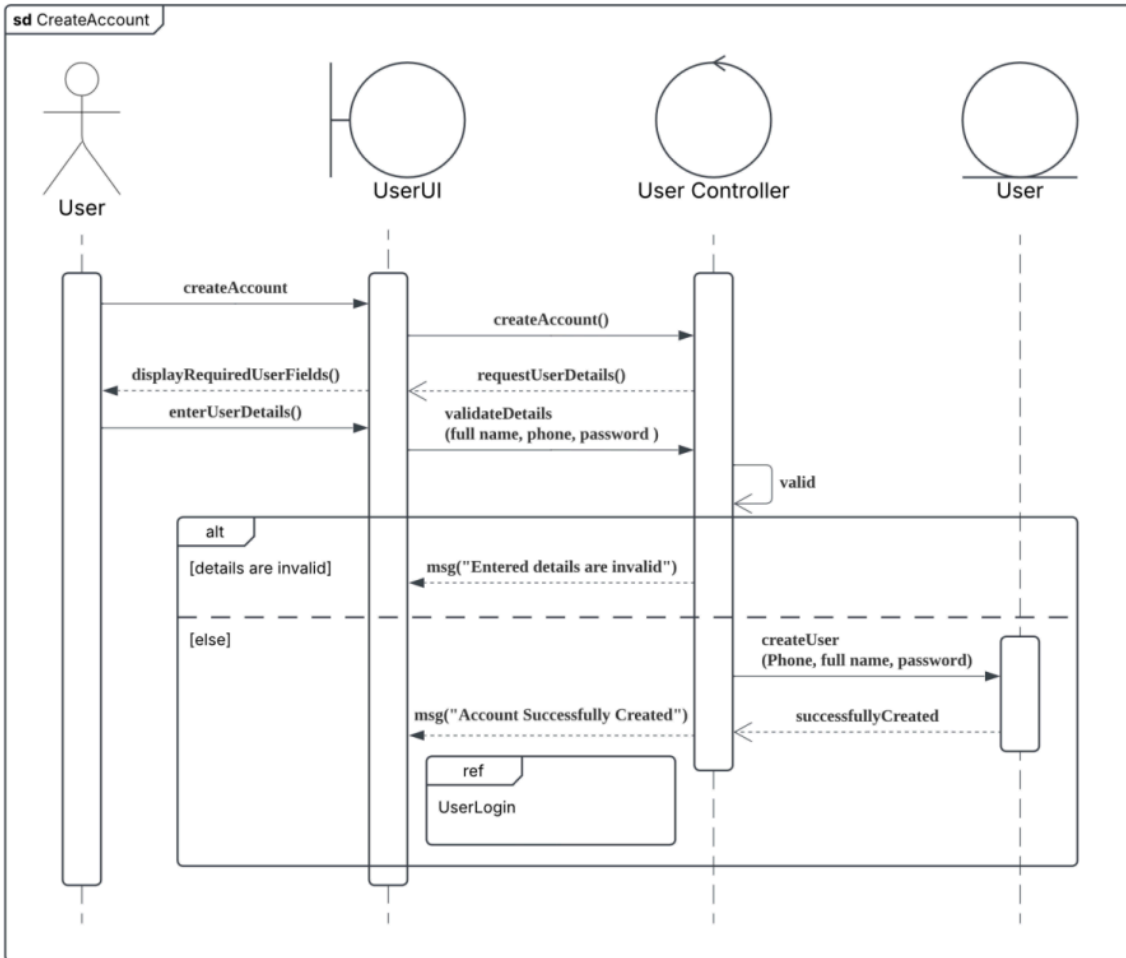 sd CreateAccount
User
UserUI
User Controller
User
createAccount
createAccount()
displayRequiredUserFields()
requestUserDetails()
enterUserDetails()
validateDetails
(full name, phone, password )
valid
alt
[details are invalid]
msg("Entered details are invalid")
[else]
createUser
(Phone, full name, password)
msg("Account Successfully Created")
successfullyCreated
ref
UserLogin